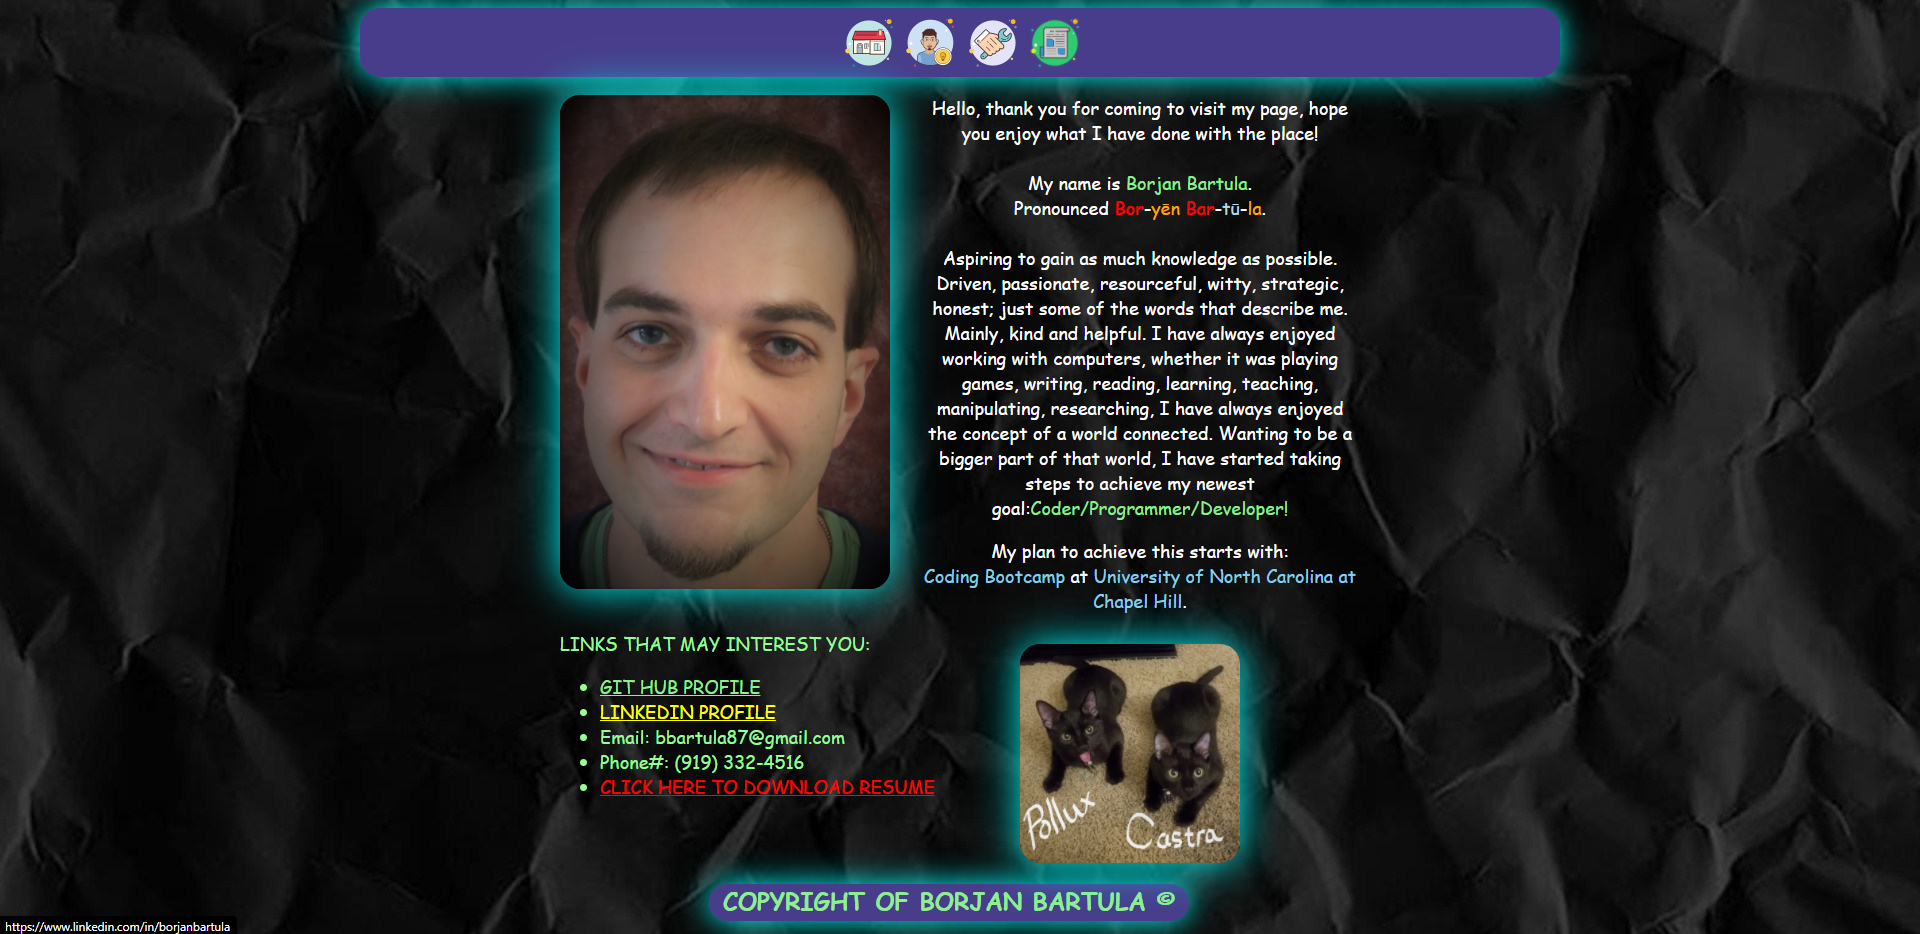 Hello, thank you for coming to visit my page, hope
you enjoy what I have done with the place!
My name is Borjan Bartula.
Pronounced Bor-yēn Bar-tū-la.
Aspiring to gain as much knowledge as possible.
Driven, passionate, resourceful, witty, strategic,
honest; just some of the words that describe me.
Mainly, kind and helpful. I have always enjoyed
working with computers, whether it was playing
games, writing, reading, learning, teaching,
manipulating, researching, I have always enjoyed
the concept of a world connected. Wanting to be a
bigger part of that world, I have started taking
steps to achieve my newest
goal:Coder/Programmer/Developer!
My plan to achieve this starts with:
Coding Bootcamp at University of North Carolina at
Chapel Hill.
LINKS THAT MAY INTEREST YOU:
GIT HUB PROFILE
LINKEDIN PROFILE
Email: bbartula87@gmail.com
Phone#: (919) 332-4516
CLICK HERE TO DOWNLOAD RESUME
Pollux
Castra
COPYRIGHT OF BORJAN BARTULA ©
https://www.linkedin.com/in/borjanbartula